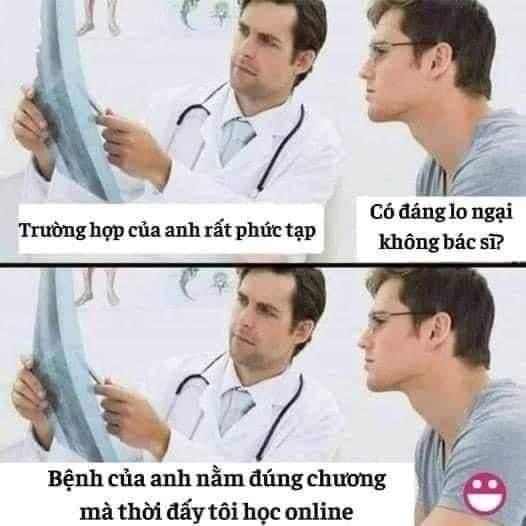 Trường hợp của anh rất phức tạp
Có đáng lo ngại
không bác sĩ?
Bệnh của anh nằm đúng chương
mà thời đấy tôi học online